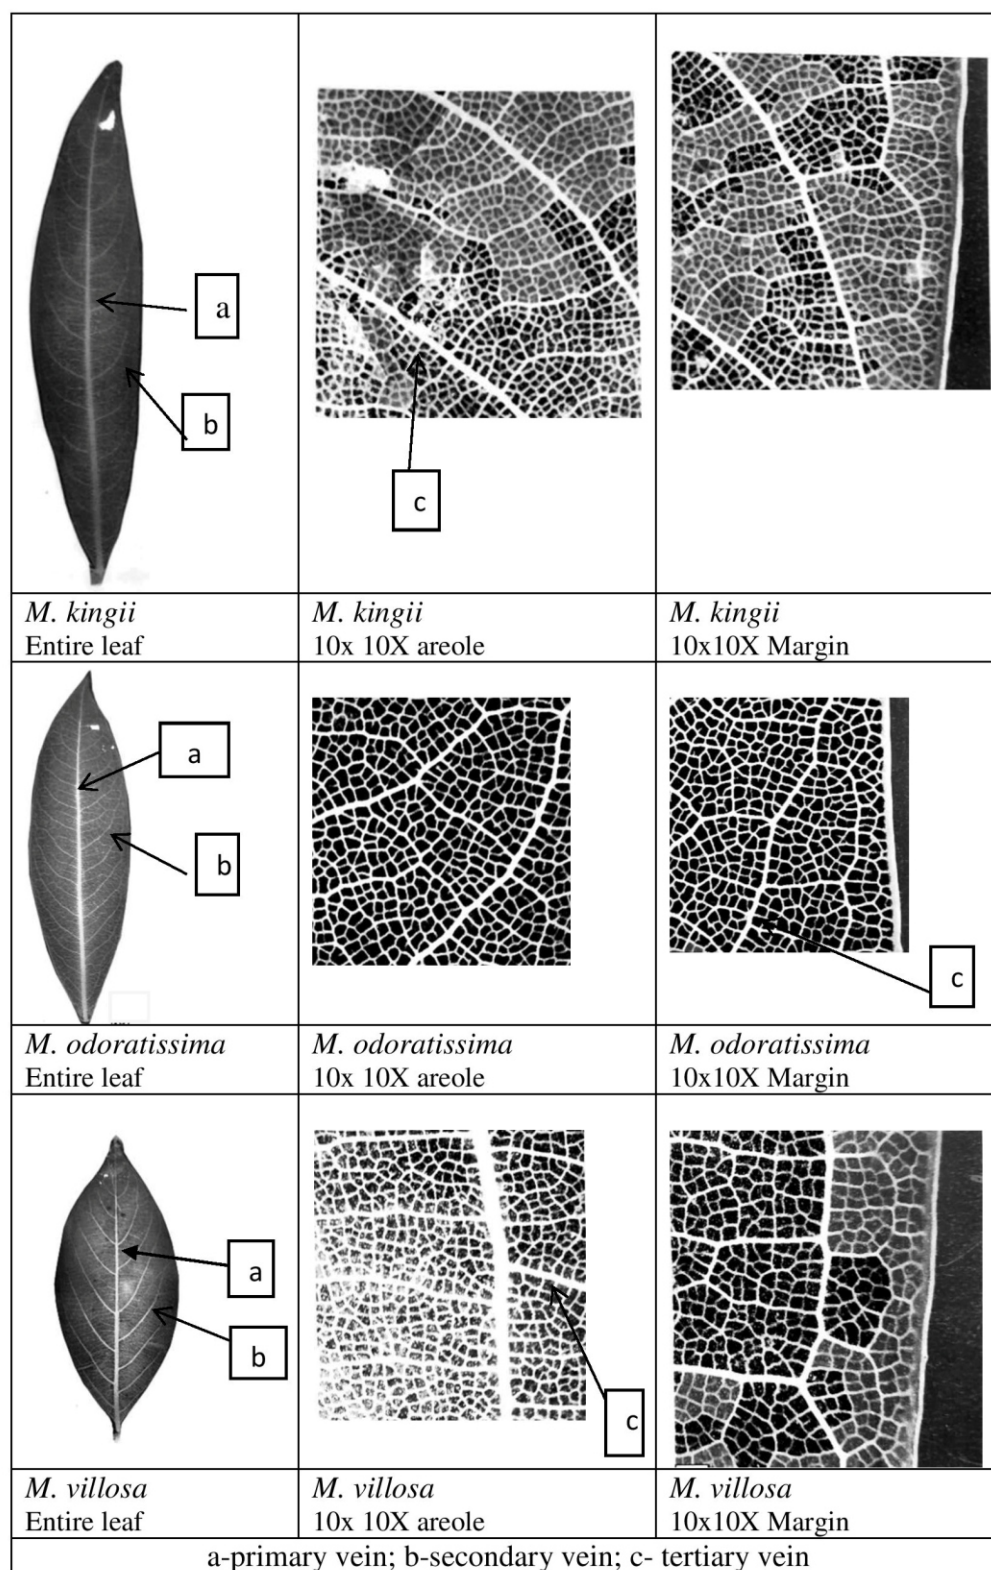 a
b
c
M. kingii
Entire leaf
M. kingii
10x 10X areole
M. kingii
10x10X Margin
a
b
c
M. odoratissima
Entire leaf
M. odoratissima
10x 10X areole
M. odoratissima
10x10X Margin
a
b
c
M. villosa
Entire leaf
M. villosa
10x 10X areole
M. villosa
10x10X Margin
a-primary vein; b-secondary vein; c- tertiary vein